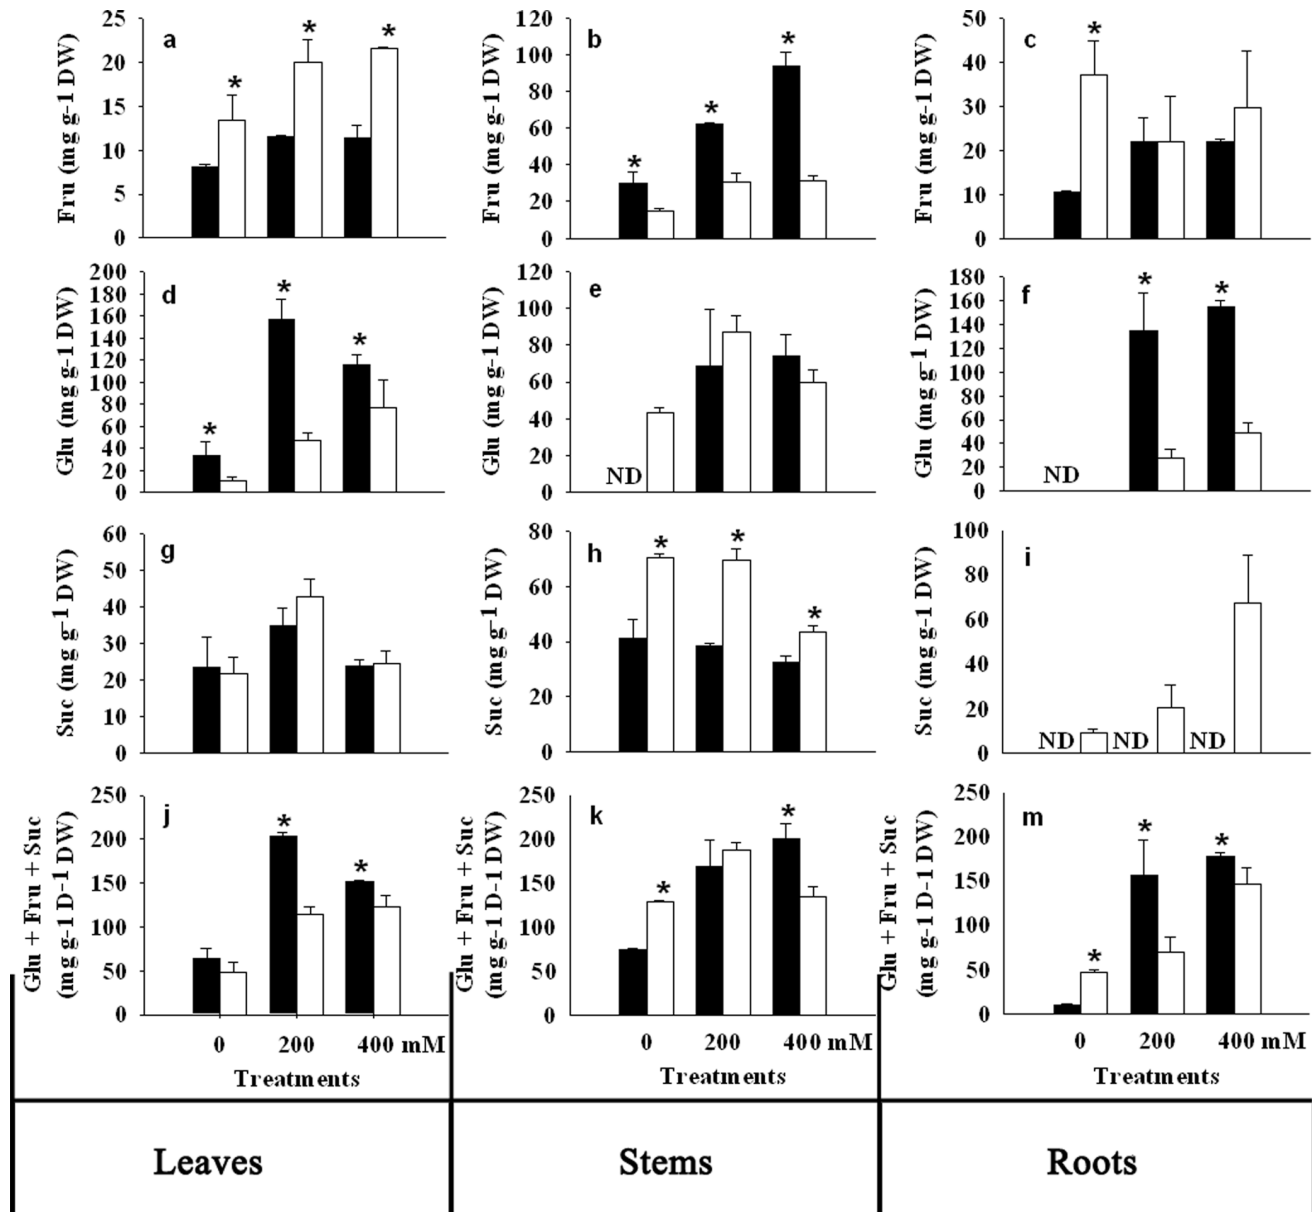 a
Fru (mg g-1 DW)
25
20
15
10
5
0
*
*
*
b
Fru (mg g-1 DW)
120
100
80
60
40
20
0
*
*
*
c
Fru (mg g-1 DW)
50
40
30
20
10
0
*
d
Glu (mg g-1 DW)
200
180
160
140
120
100
80
60
40
20
0
*
*
*
e
Glu (mg g-1 DW)
120
100
80
60
40
20
0
ND
f
Glu (mg g⁻¹ DW)
180
160
140
120
100
80
60
40
20
0
ND
*
*
g
Suc (mg g⁻¹ DW)
60
50
40
30
20
10
0
h
Suc (mg g⁻¹ DW)
80
60
40
20
0
*
*
*
i
Suc (mg g-1 DW)
100
80
60
40
20
0
ND
ND
ND
j
Glu + Fru + Suc
(mg g-1 D-¹ DW)
250
200
150
100
50
0
*
*
0 200 400 mM
Treatments
k
Glu + Fru + Suc
(mg g-1 D-1 DW)
250
200
150
100
50
0
*
*
0 200 400 mM
Treatments
m
Glu + Fru + Suc
(mg g-1 D-1 DW)
250
200
150
100
50
0
*
*
*
0 200 400 mM
Treatments
Leaves
Stems
Roots